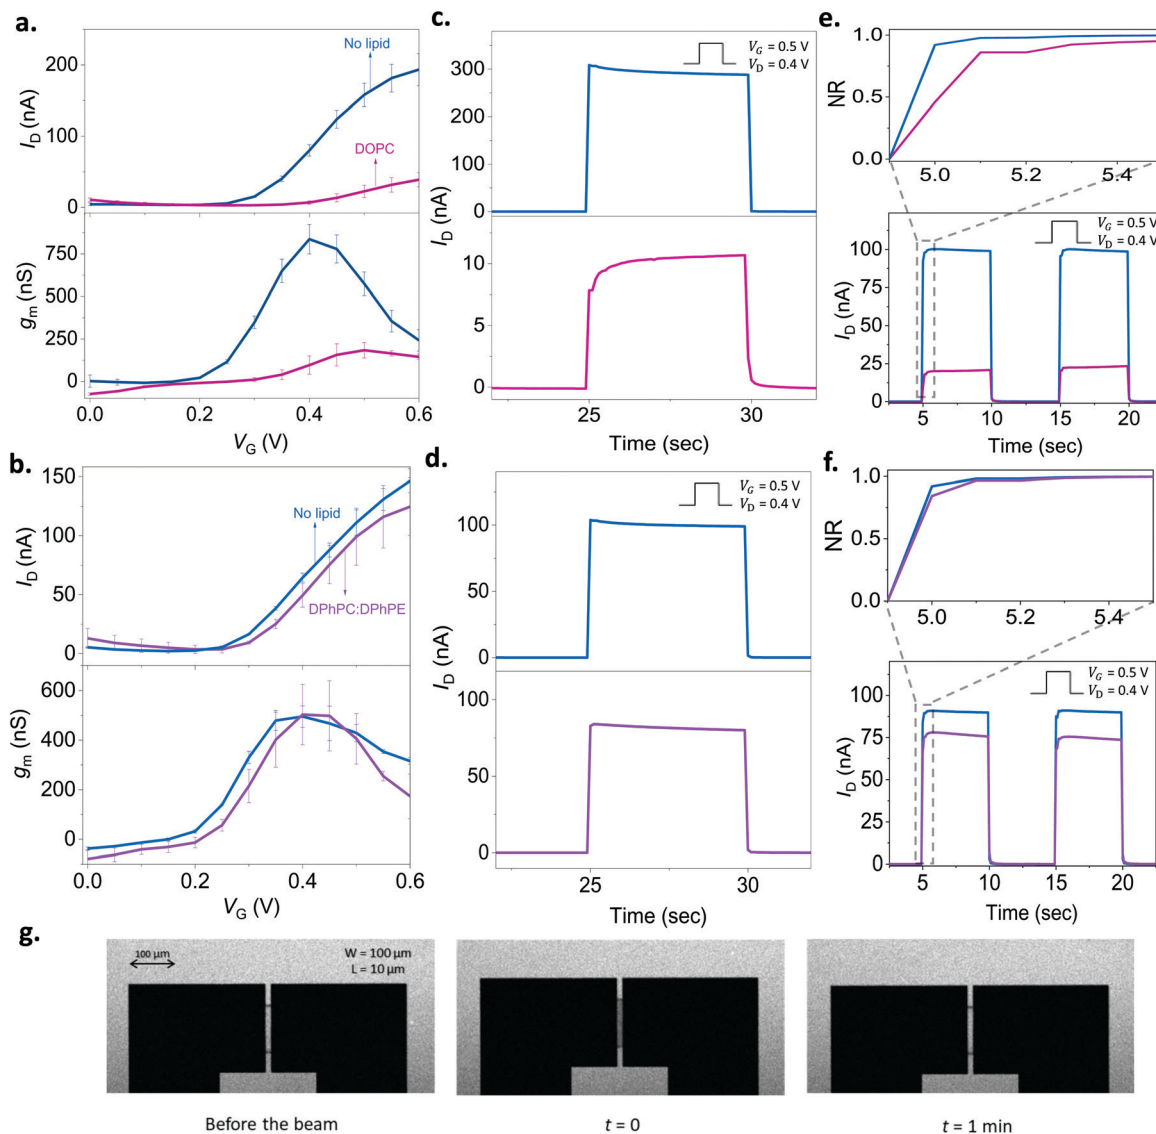 a.
No lipid
DOPC
I_D (nA)
200
100
0
g_m (nS)
750
500
250
0
0.0 0.2 0.4 0.6
V_G (V)
b.
No lipid
DPhPC:DPhPE
I_D (nA)
150
100
50
0
g_m (nS)
600
400
200
0
0.0 0.2 0.4 0.6
V_G (V)
c.
V_G = 0.5 V
V_D = 0.4 V
300
200
100
0
I_D (nA)
10
5
0
25 30
Time (sec)
d.
V_G = 0.5 V
V_D = 0.4 V
100
50
0
I_D (nA)
100
50
0
25 30
Time (sec)
e.
NR
1.0
0.5
0.0
5.0 5.2 5.4
V_G = 0.5 V
V_D = 0.4 V
I_D (nA)
125
100
75
50
25
0
5 10 15 20
Time (sec)
f.
NR
1.0
0.5
0.0
5.0 5.2 5.4
V_G = 0.5 V
V_D = 0.4 V
I_D (nA)
125
100
75
50
25
0
5 10 15 20
Time (sec)
g.
100 µm
W = 100 µm
L = 10 µm
Before the beam
t = 0
t = 1 min